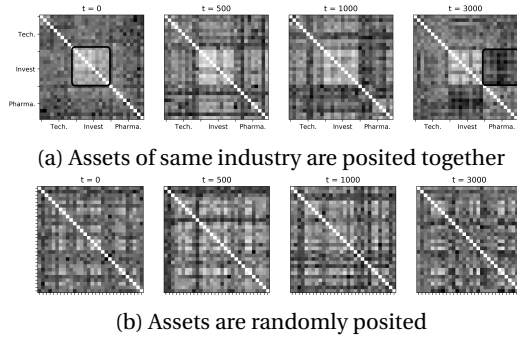 t = 0 t = 500 t = 1000 t = 3000
Tech.
Invest
Pharma.
Tech. Invest Pharma. Tech. Invest Pharma. Tech. Invest Pharma. Tech. Invest Pharma.
(a) Assets of same industry are posited together
t = 0 t = 500 t = 1000 t = 3000
(b) Assets are randomly posited